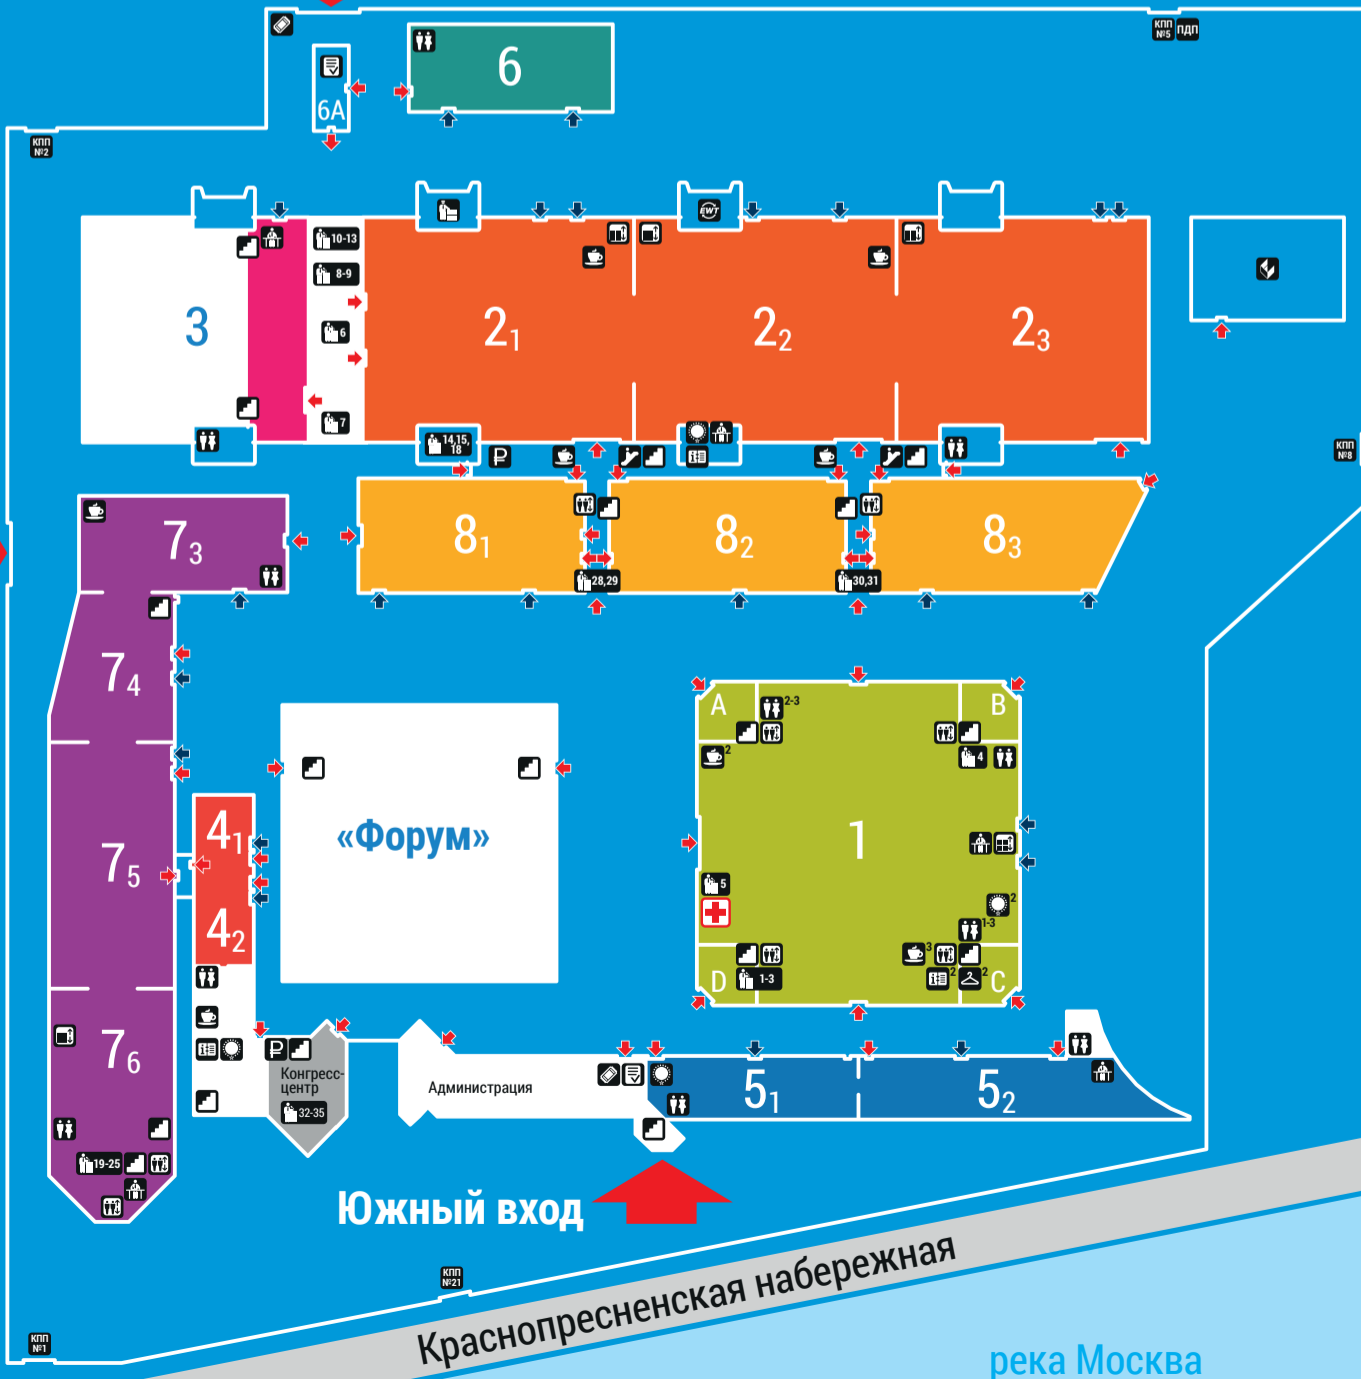 КПП №5
ПДП
6
6А
КПП №2
EWT
10-13
8-9
6
7
3
2₁
2₂
2₃
14,15, 18
КПП №8
7₃
8₁
8₂
8₃
28,29
30,31
7₄
A
2-3
B
2
4
«Форум»
1
4₁
7₅
5
2
1-3
4₂
3
2
2
D
1-3
C
7₆
Конгресс-
центр
32-35
Администрация
5₁
5₂
19-25
Южный вход
Краснопресненская набережная
КПП №21
КПП №1
река Москва